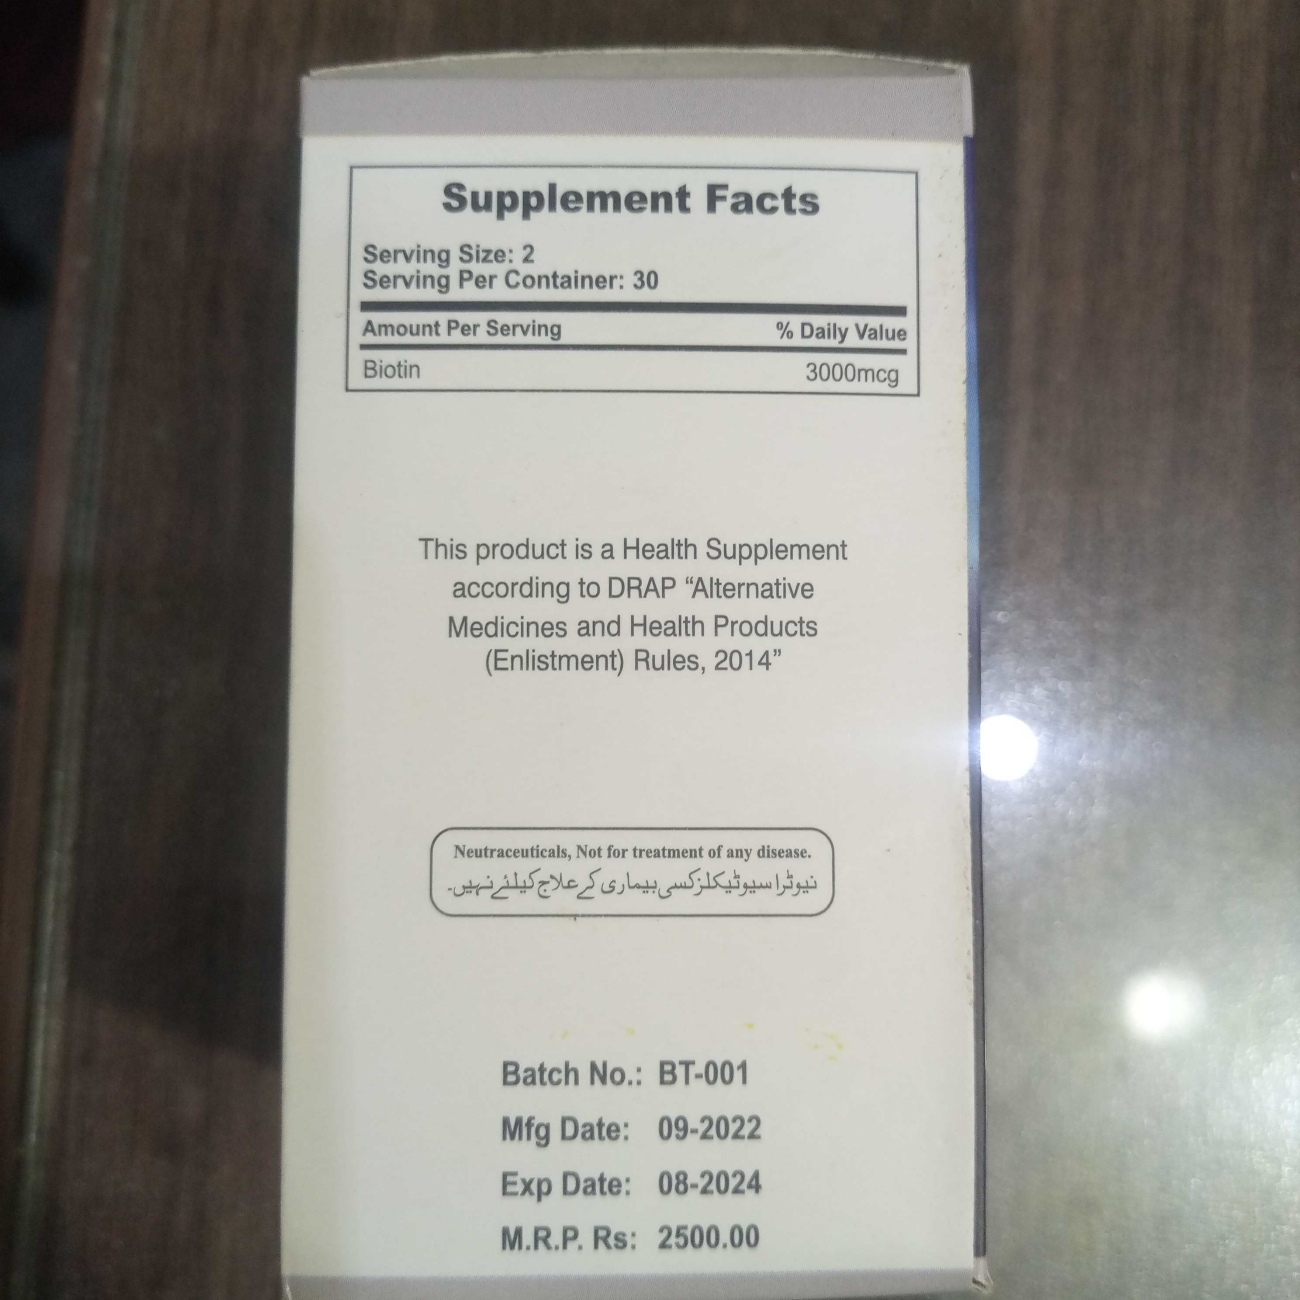 Supplement Facts
Serving Size: 2
Serving Per Container: 30
Amount Per Serving % Daily Value
Biotin 3000mcg
This product is a Health Supplement
according to DRAP “Alternative
Medicines and Health Products
(Enlistment) Rules, 2014”
Neutraceuticals, Not for treatment of any disease.
نیوٹراسیوٹیکلز کسی بیماری کے علاج کیلئے نہیں۔
Batch No.: BT-001
Mfg Date: 09-2022
Exp Date: 08-2024
M.R.P. Rs: 2500.00